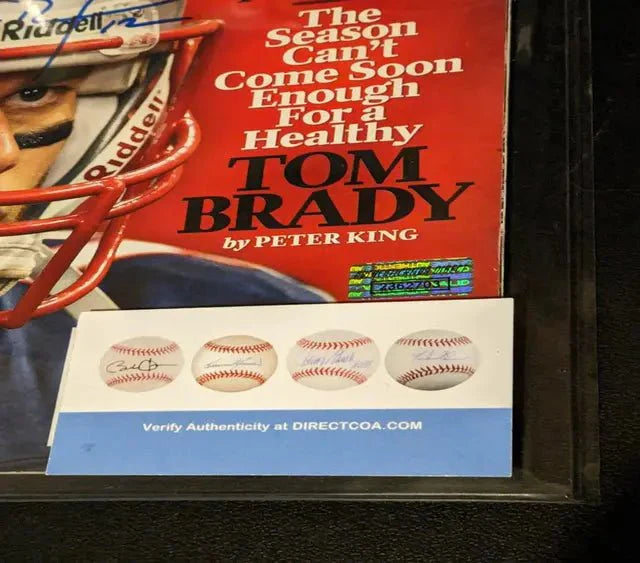 Riddell
The
Season
Can't
Come Soon
Enough
For a
Healthy
TOM
BRADY
by PETER KING
Riddell
Verify Authenticity at DIRECTCOA.COM